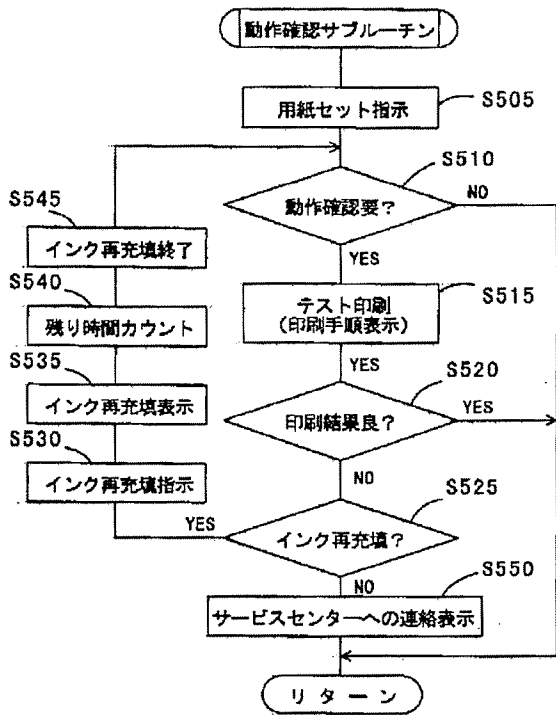 動作確認サブルーチン
用紙セット指示
S505
S510
動作確認要？
NO
YES
S545
インク再充填終了
S540
残り時間カウント
S535
インク再充填表示
S530
インク再充填指示
S515
テスト印刷
(印刷手順表示)
YES
S520
印刷結果良？
YES
NO
S525
インク再充填？
YES
NO
S550
サービスセンターへの連絡表示
リターン